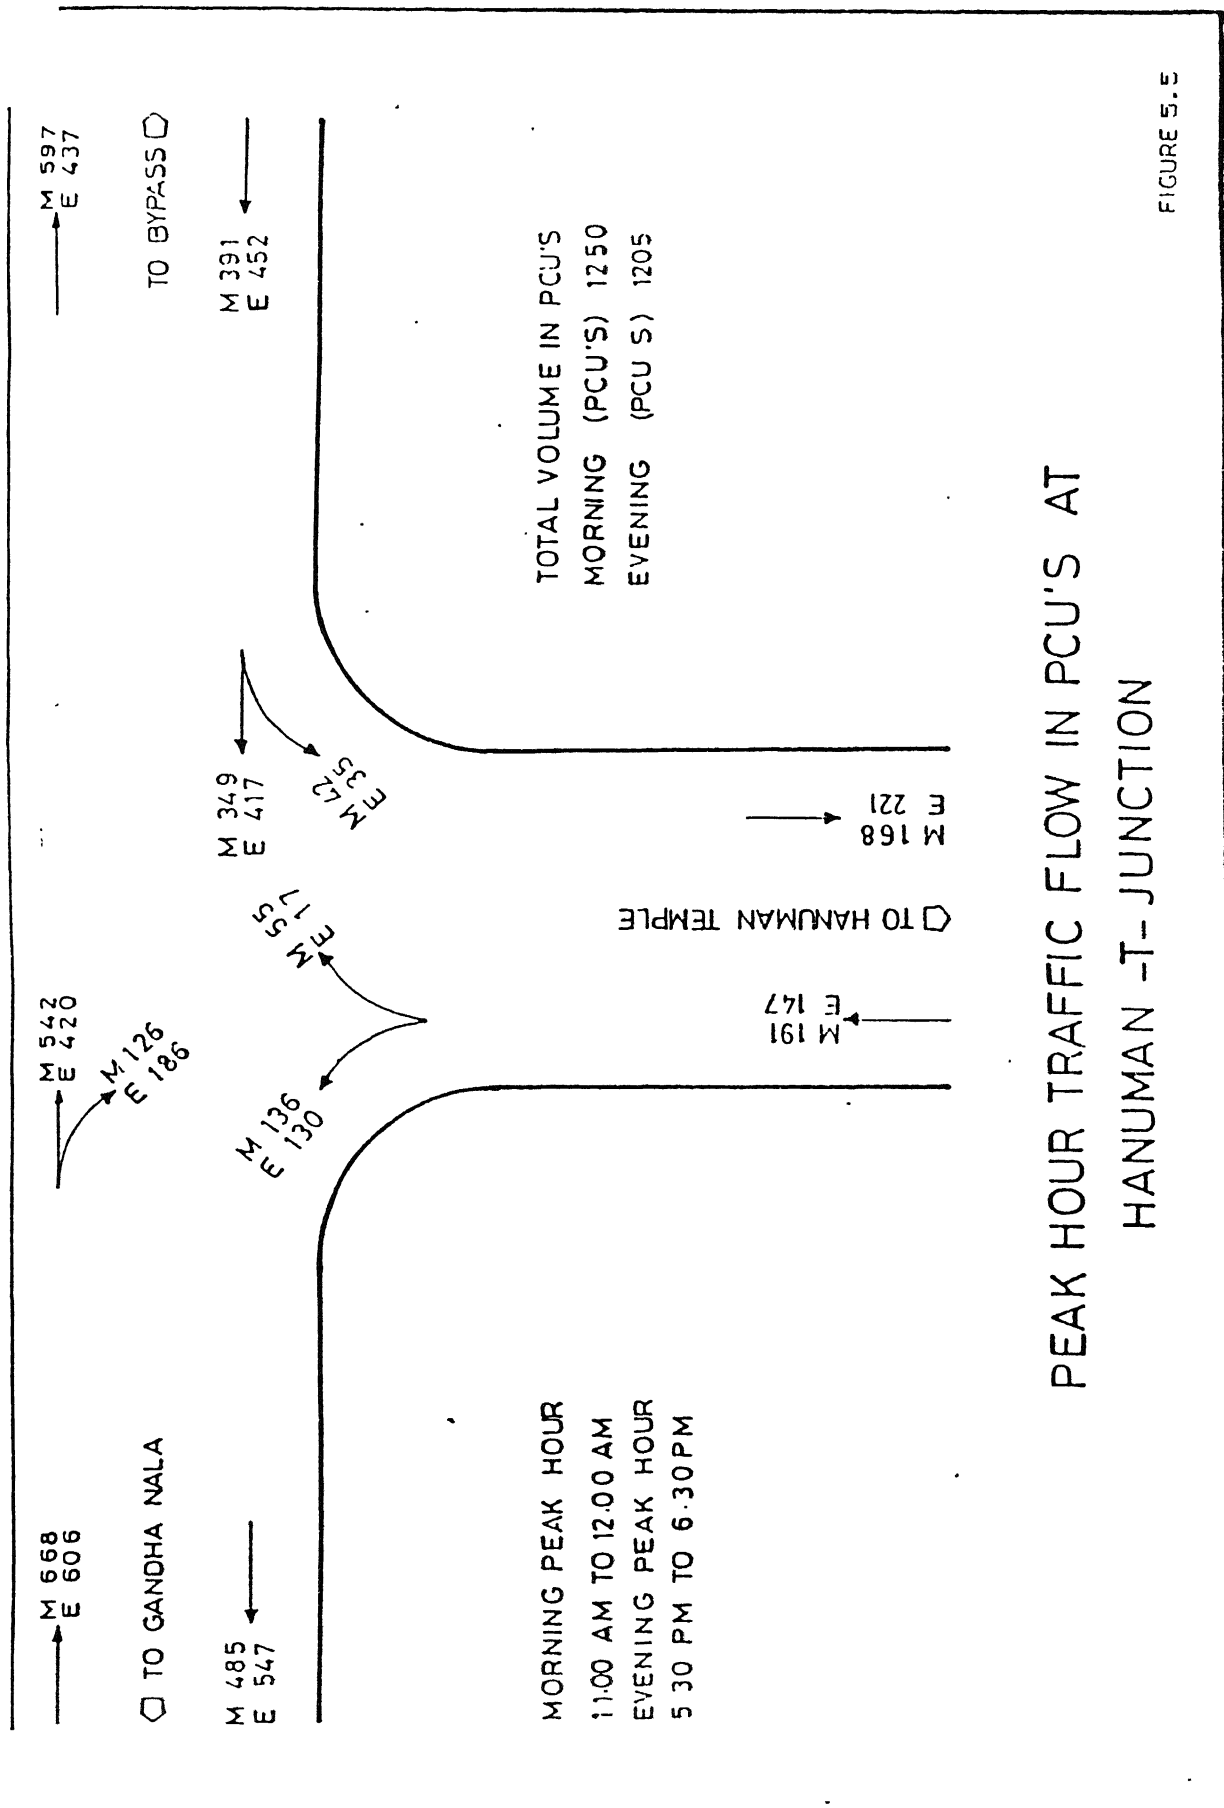 M 668
E 606
M 542
E 420
M 126
E 186
M 597
E 437
⬠ TO GANDHA NALA
TO BYPASS ⬠
M 485
E 547
M 136
E 130
M 55
E 17
M 349
E 417
M 42
E 35
M 391
E 452
M 191
E 147
⬠ TO HANUMAN TEMPLE
M 168
E 221
MORNING PEAK HOUR
11.00 AM TO 12.00 AM
EVENING PEAK HOUR
5 30 PM TO 6.30 PM
TOTAL VOLUME IN PCU'S
MORNING (PCU'S) 1250
EVENING (PCU S) 1205
PEAK HOUR TRAFFIC FLOW IN PCU'S AT
HANUMAN -T- JUNCTION
FIGURE 5.5